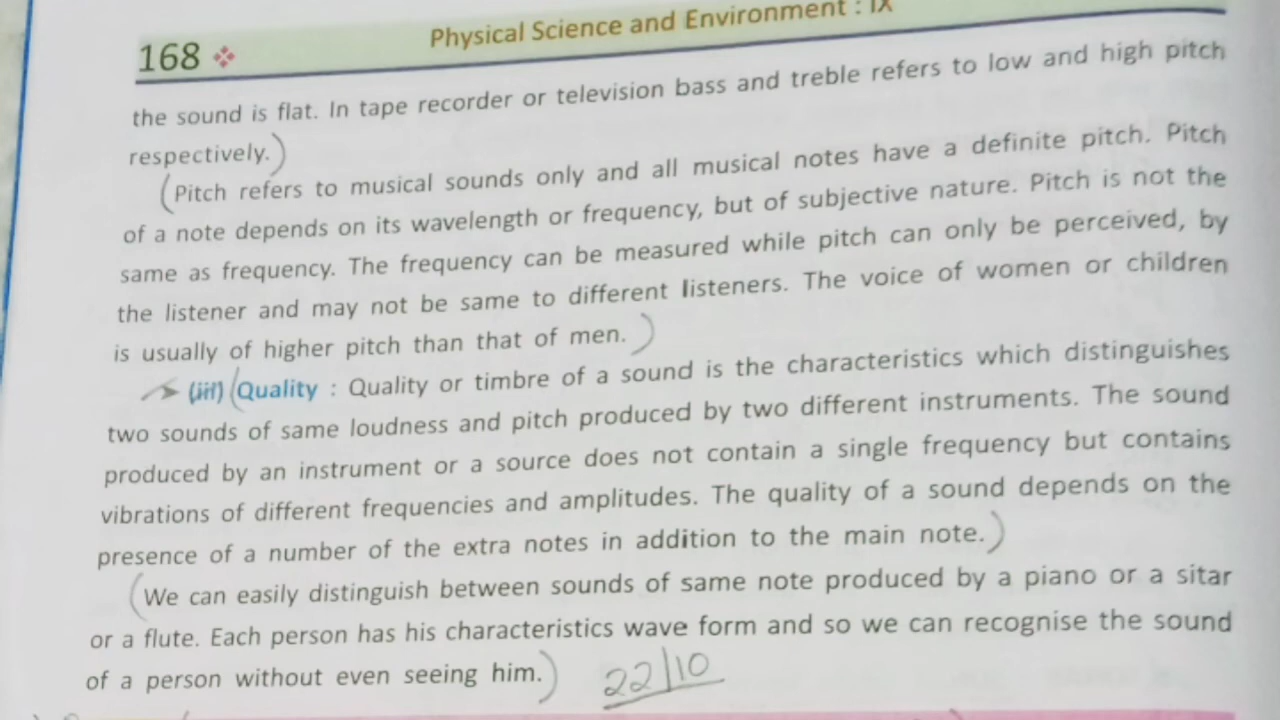 168 ❖ Physical Science and Environment : IX
the sound is flat. In tape recorder or television bass and treble refers to low and high pitch
respectively.)
(Pitch refers to musical sounds only and all musical notes have a definite pitch. Pitch
of a note depends on its wavelength or frequency, but of subjective nature. Pitch is not the
same as frequency. The frequency can be measured while pitch can only be perceived, by
the listener and may not be same to different listeners. The voice of women or children
is usually of higher pitch than that of men.)
(iii) (Quality : Quality or timbre of a sound is the characteristics which distinguishes
two sounds of same loudness and pitch produced by two different instruments. The sound
produced by an instrument or a source does not contain a single frequency but contains
vibrations of different frequencies and amplitudes. The quality of a sound depends on the
presence of a number of the extra notes in addition to the main note.)
(We can easily distinguish between sounds of same note produced by a piano or a sitar
or a flute. Each person has his characteristics wave form and so we can recognise the sound
of a person without even seeing him.) 22/10